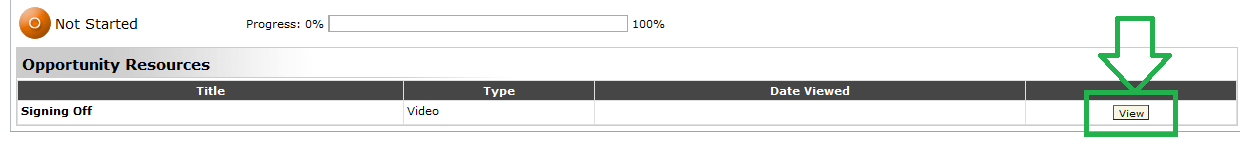 Not Started Progress: 0% 100%
Opportunity Resources
Title Type Date Viewed
Signing Off Video View